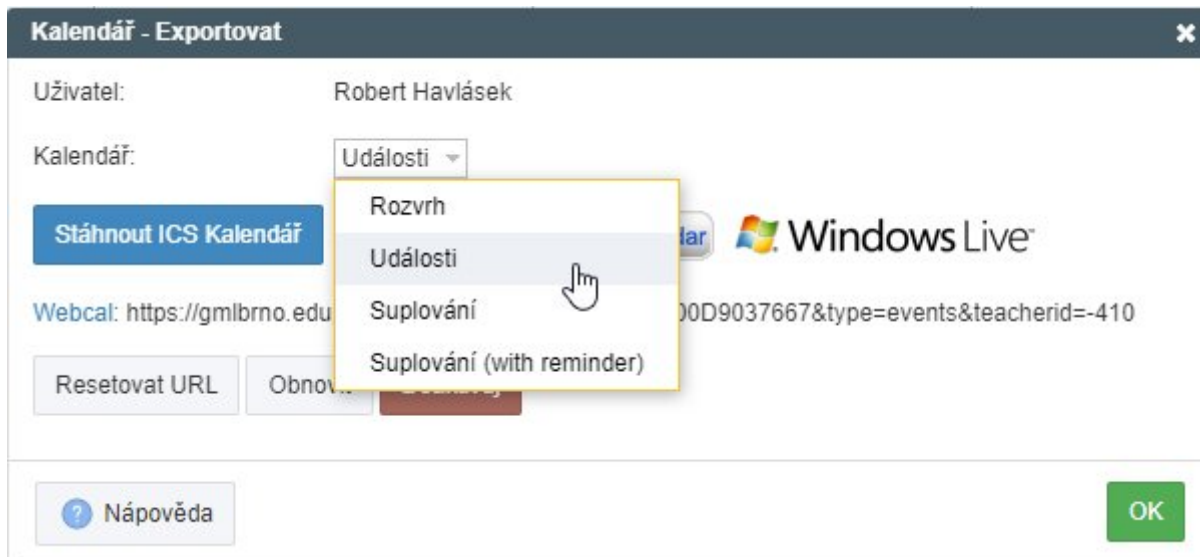 Kalendář - Exportovat
Uživatel: Robert Havlásek
Kalendář: Události
Rozvrh
Stáhnout ICS Kalendář
Windows Live
Události
Webcal: https://gmlbrno.edu 00D9037667&type=events&teacherid=-410
Suplování
Suplování (with reminder)
Resetovat URL
Nápověda
OK